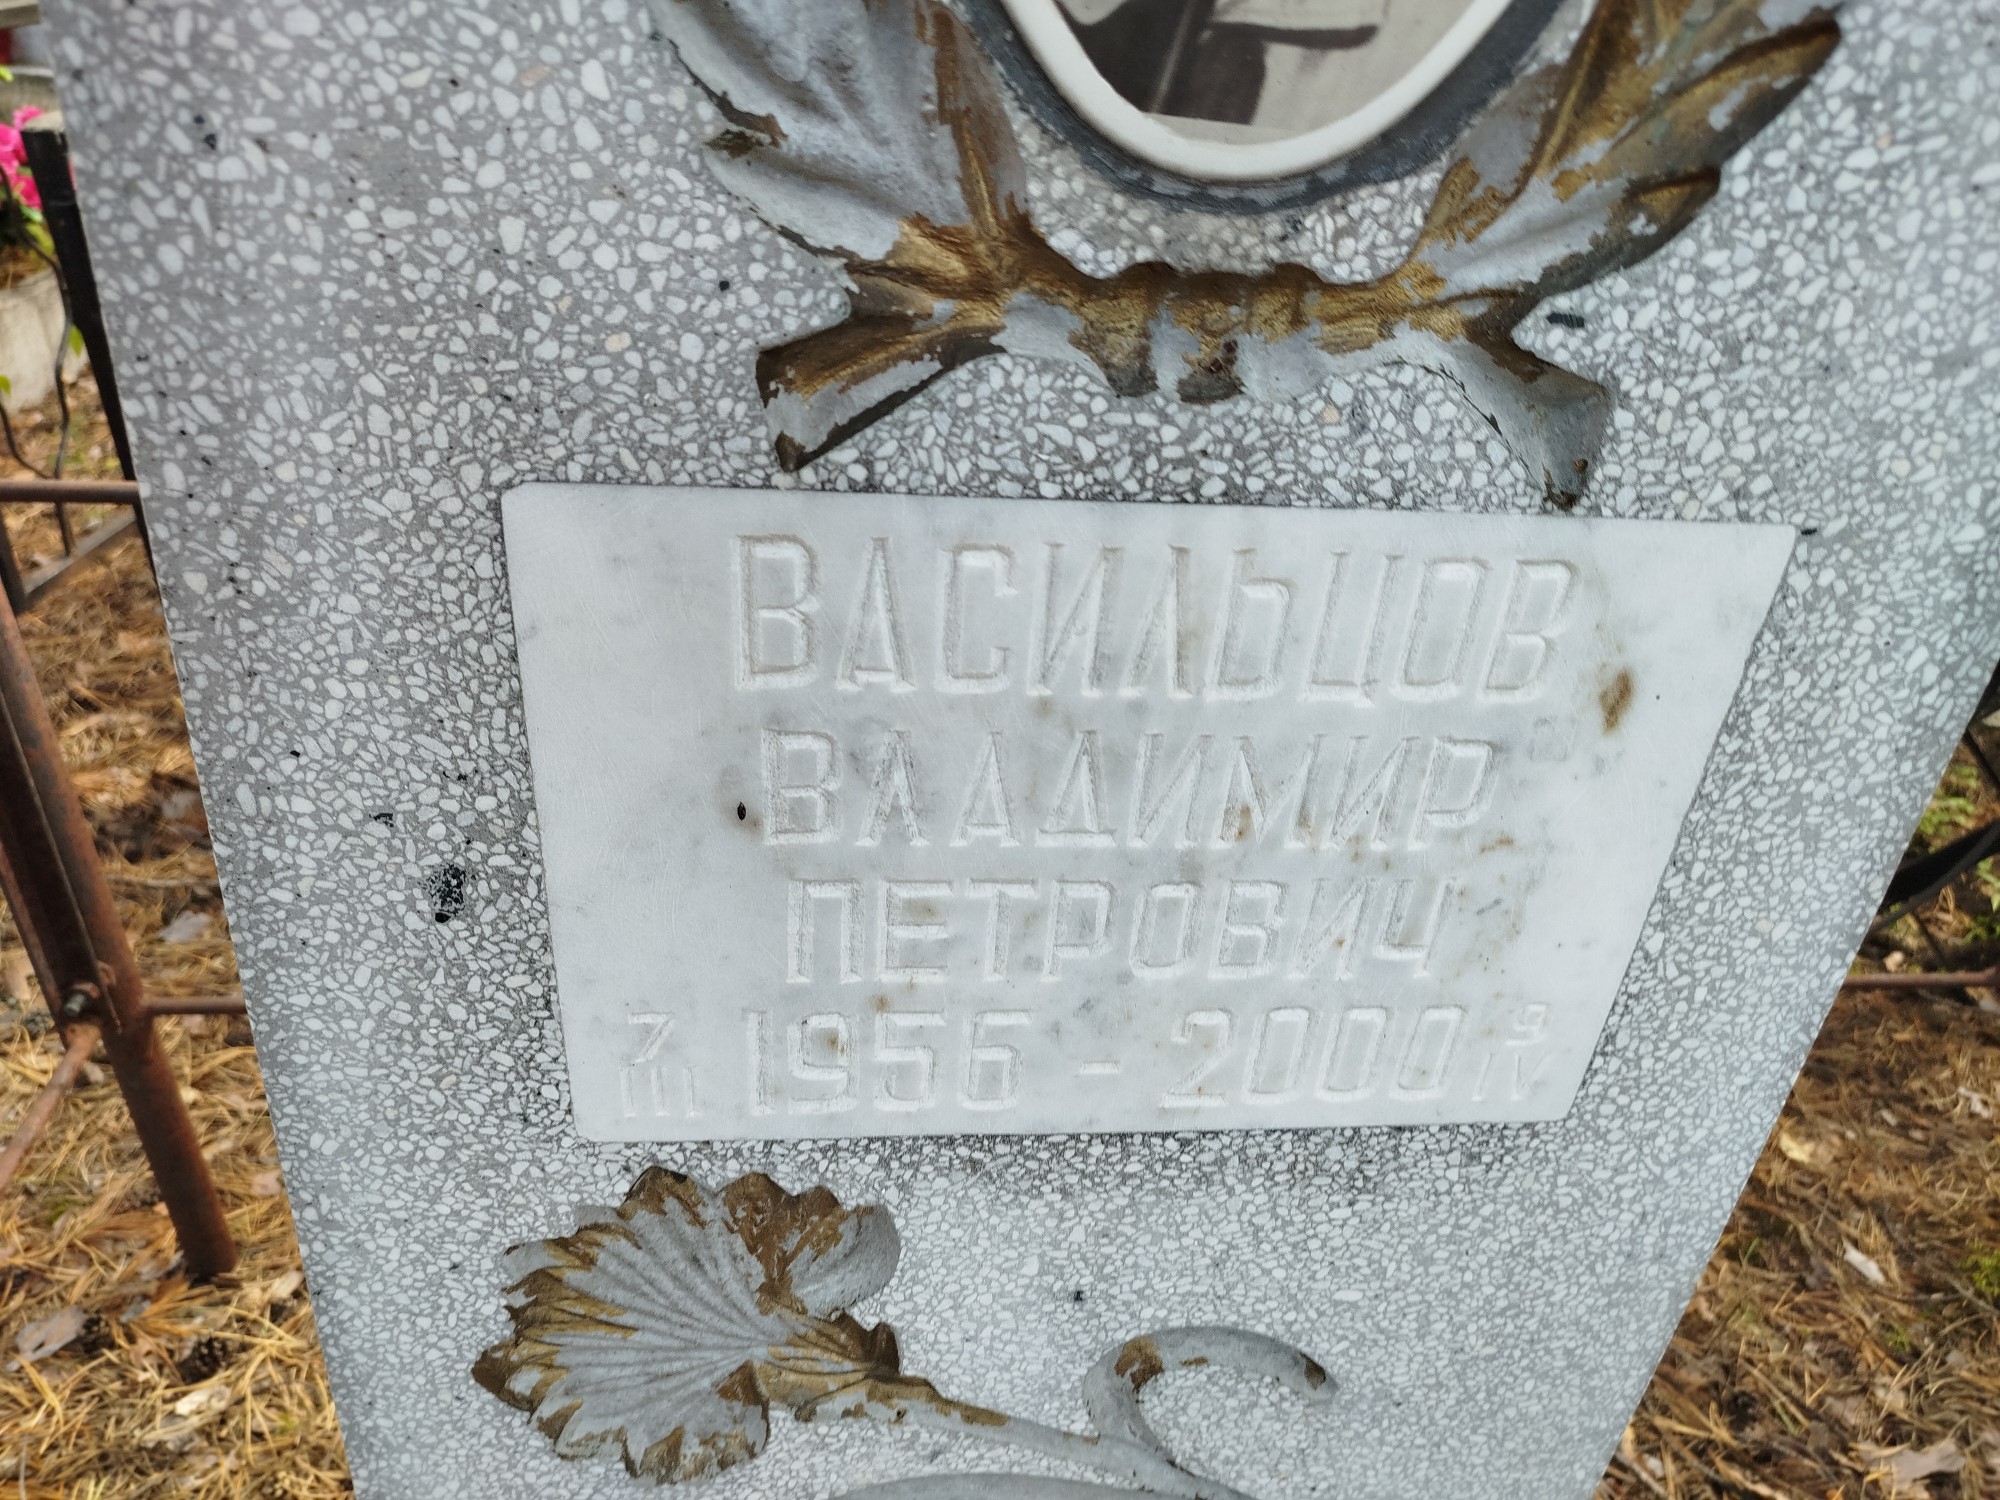 ВАСИЛЬЦОВ
ВЛАДИМИР
ПЕТРОВИЧ
7 III 1956 - 2000 9 IV